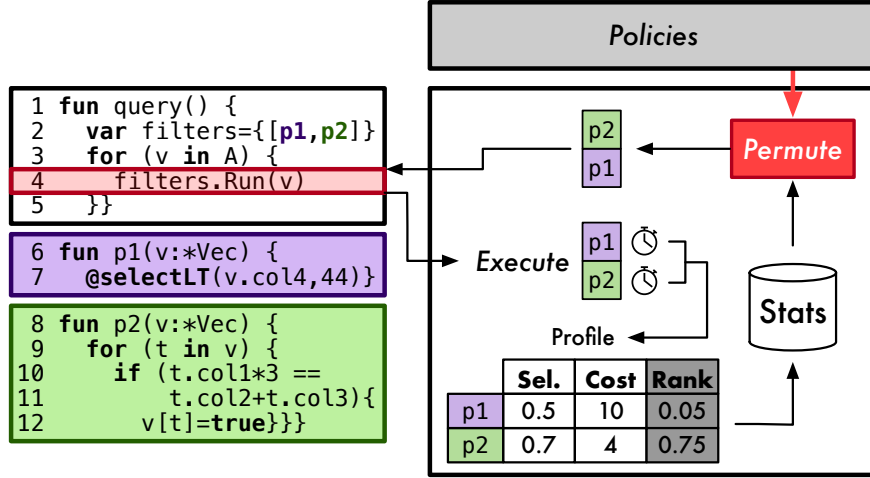 Policies
1 fun query() {
2 var filters={[p1,p2]}
3 for (v in A) {
4 filters.Run(v)
5 }}
6 fun p1(v:*Vec) {
7 @selectLT(v.col4,44)}
8 fun p2(v:*Vec) {
9 for (t in v) {
10 if (t.col1*3 ==
11 t.col2+t.col3){
12 v[t]=true}}}
p2
p1
Permute
Execute
p1
p2
Profile
Stats
Sel. Cost Rank
p1 0.5 10 0.05
p2 0.7 4 0.75